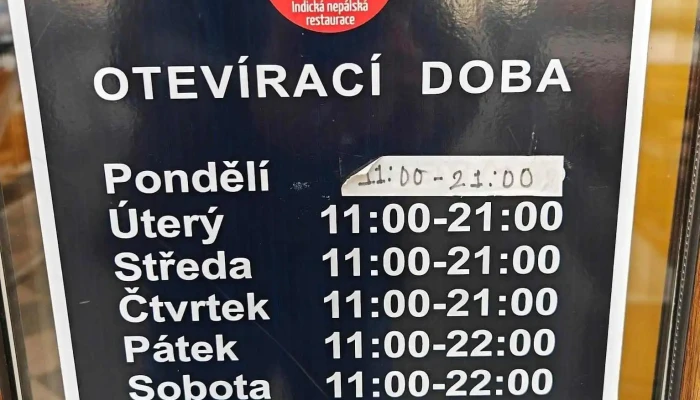 Indická nepálská
restaurace
OTEVÍRACÍ DOBA
Pondělí 11:00-21:00
Úterý 11:00-21:00
Středa 11:00-21:00
Čtvrtek 11:00-21:00
Pátek 11:00-22:00
Sobota 11:00-22:00